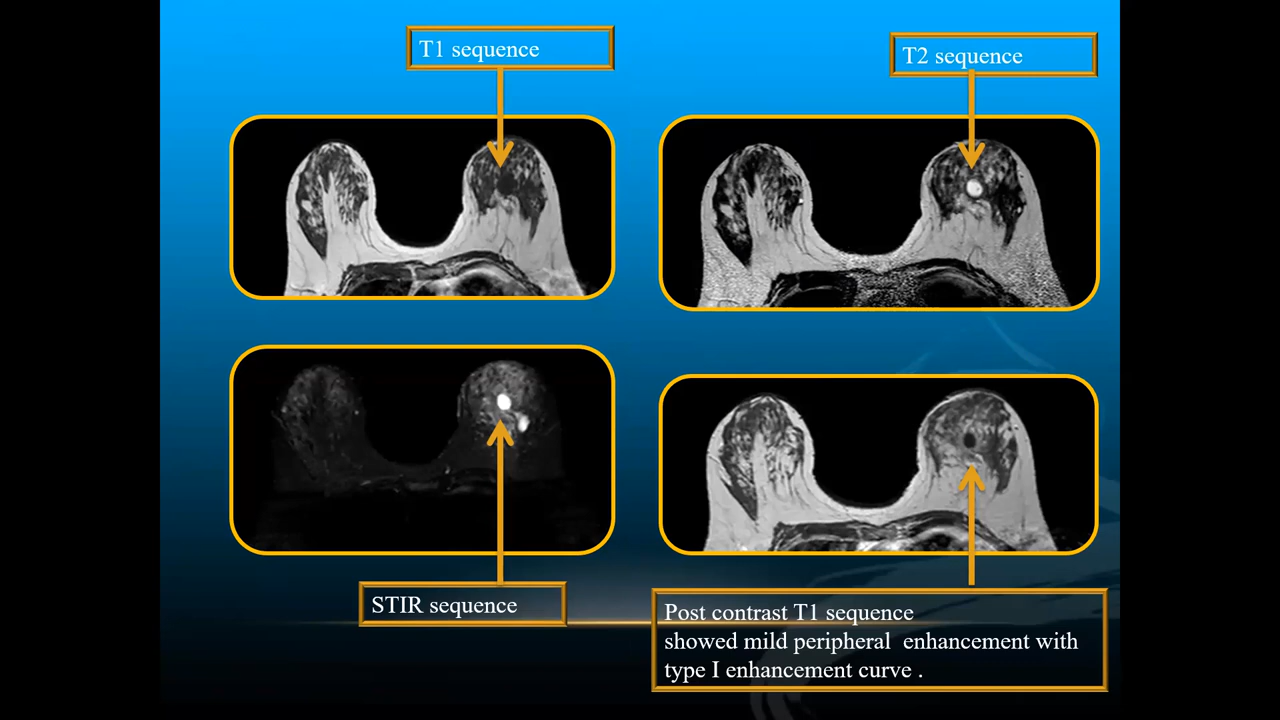 T1 sequence
T2 sequence
STIR sequence
Post contrast T1 sequence
showed mild peripheral  enhancement with
type I enhancement curve .